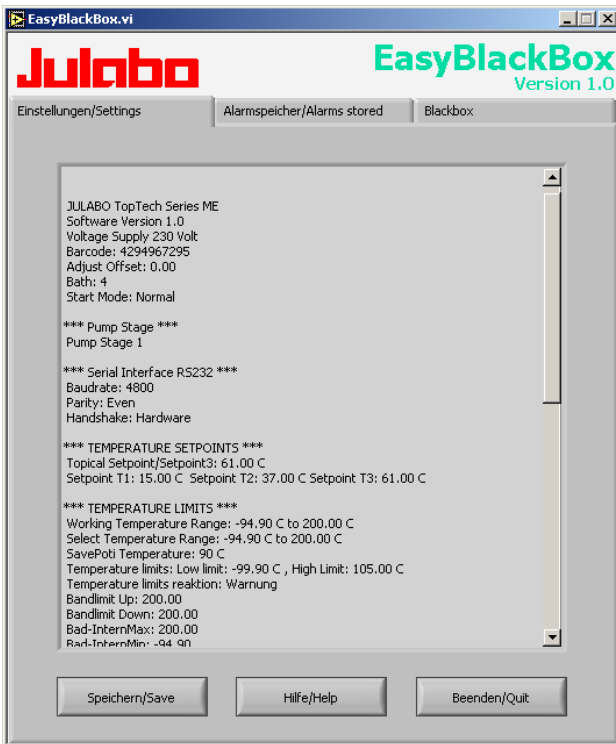 EasyBlackBox.vi
Julabo
EasyBlackBox
Version 1.0
Einstellungen/Settings
Alarmspeicher/Alarms stored
Blackbox
JULABO TopTech Series ME
Software Version 1.0
Voltage Supply 230 Volt
Barcode: 4294967295
Adjust Offset: 0.00
Bath: 4
Start Mode: Normal
*** Pump Stage ***
Pump Stage 1
*** Serial Interface RS232 ***
Baudrate: 4800
Parity: Even
Handshake: Hardware
*** TEMPERATURE SETPOINTS ***
Topical Setpoint/Setpoint3: 61.00 C
Setpoint T1: 15.00 C  Setpoint T2: 37.00 C Setpoint T3: 61.00 C
*** TEMPERATURE LIMITS ***
Working Temperature Range: -94.90 C to 200.00 C
Select Temperature Range: -94.90 C to 200.00 C
SavePoti Temperature: 90 C
Temperature limits: Low limit: -99.90 C , High Limit: 105.00 C
Temperature limits reaktion: Warnung
Bandlimit Up: 200.00
Bandlimit Down: 200.00
Bad-InternMax: 200.00
Bad-InternMin: -94.90
Speichern/Save
Hilfe/Help
Beenden/Quit